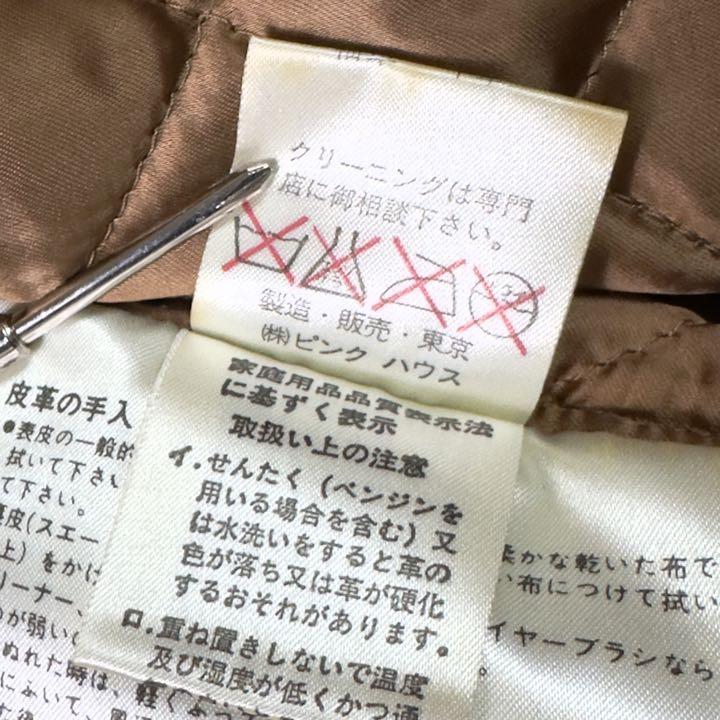 クリーニングは専門
店に御相談下さい。
製造・販売・東京
㈱ピンク ハウス
家庭用品品質表示法
に基ずく表示
取扱い上の注意
イ.せんたく(ベンジンを
用いる場合を含む)又
は水洗いをすると革の
色が落ち又は革が硬化
するおそれがあります。
ロ.重ね置きしないで温度
及び湿度が低くかつ通
皮革の手入
●表皮の一般的
拭いて下さい
て下さい。
皮(スエー
上)をかけ
リーナー、
のが弱い
ぬれた時は、軽く
にふいて、
柔かな乾いた布で
い布につけて拭い
イヤーブラシなら